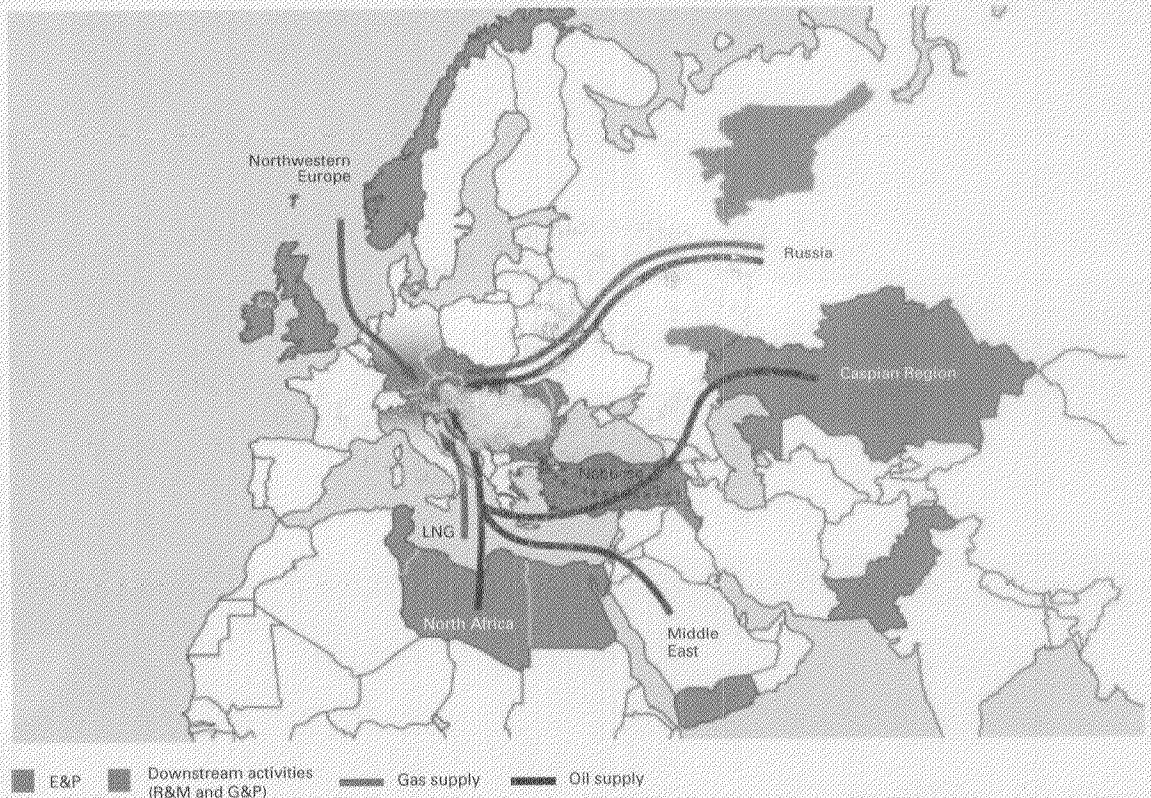 Northwestern
Europe
Russia
Caspian Region
LNG
North Africa
Middle
East
E&P
Downstream activities
(R&M and G&P)
Gas supply
Oil supply